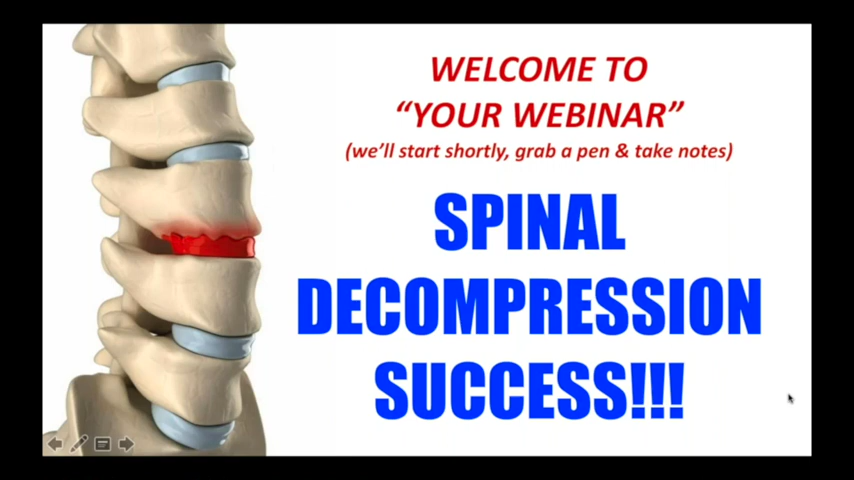 WELCOME TO
“YOUR WEBINAR”
(we’ll start shortly, grab a pen & take notes)
SPINAL
DECOMPRESSION
SUCCESS!!!